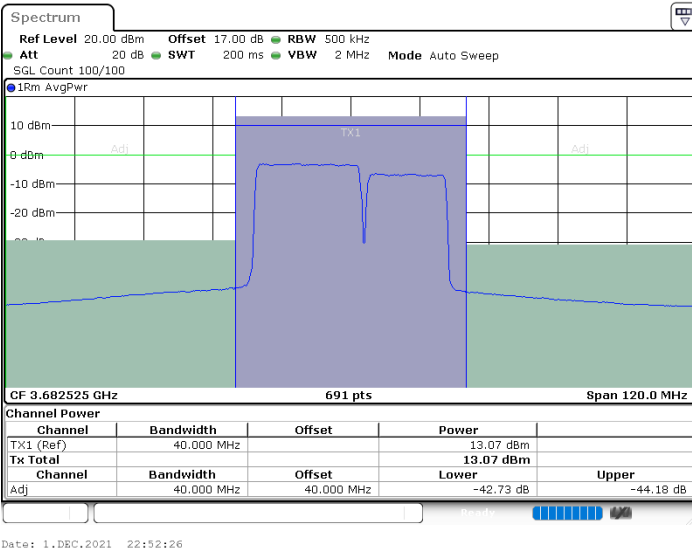 Spectrum
Ref Level 20.00 dBm Offset 17.00 dB RBW 500 kHz
Att 20 dB SWT 200 ms VBW 2 MHz Mode Auto Sweep
SGL Count 100/100
1Rm AvgPwr
10 dBm
TX1
Adj Adj
0 dBm
-10 dBm
-20 dBm
CF 3.682525 GHz 691 pts Span 120.0 MHz
Channel Power
Channel Bandwidth Offset Power
TX1 (Ref) 40.000 MHz 13.07 dBm
Tx Total 13.07 dBm
Channel Bandwidth Offset Lower Upper
Adj 40.000 MHz 40.000 MHz -42.73 dB -44.18 dB
Ready
Date: 1.DEC.2021 22:52:26